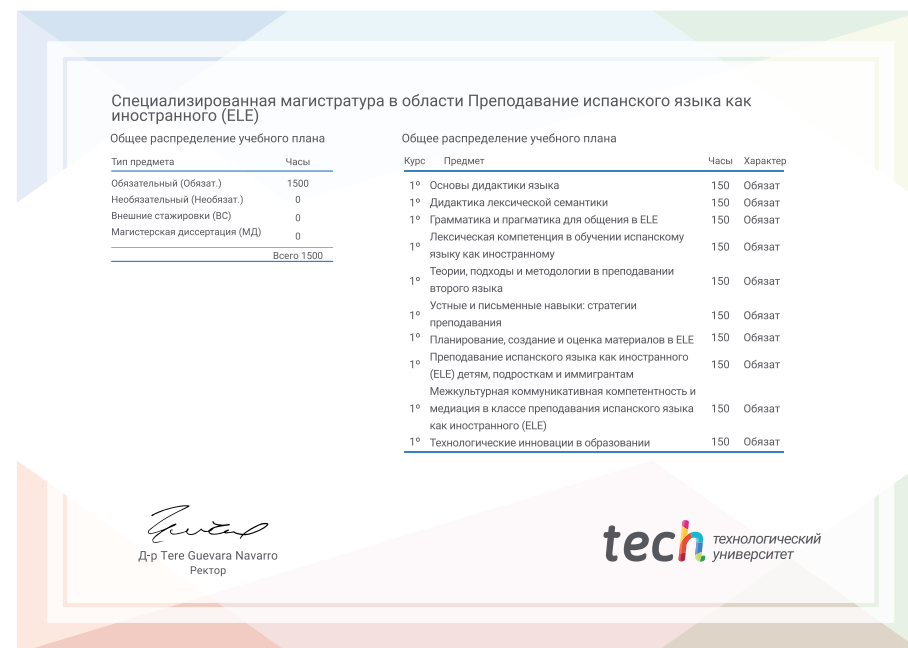 Специализированная магистратура в области Преподавание испанского языка как
иностранного (ELE)
Общее распределение учебного плана
Тип предмета Часы
Обязательный (Обязат.) 1500
Необязательный (Необязат.) 0
Внешние стажировки (ВС) 0
Магистерская диссертация (МД) 0
Всего 1500
Общее распределение учебного плана
Курс Предмет Часы Характер
1º Основы дидактики языка 150 Обязат
1º Дидактика лексической семантики 150 Обязат
1º Грамматика и прагматика для общения в ELE 150 Обязат
Лексическая компетенция в обучении испанскому
1º языку как иностранному 150 Обязат
Теории, подходы и методологии в преподавании
1º второго языка 150 Обязат
Устные и письменные навыки: стратегии
1º преподавания 150 Обязат
1º Планирование, создание и оценка материалов в ELE 150 Обязат
Преподавание испанского языка как иностранного
1º (ELE) детям, подросткам и иммигрантам 150 Обязат
Межкультурная коммуникативная компетентность и
1º медиация в классе преподавания испанского языка 150 Обязат
как иностранного (ELE)
1º Технологические инновации в образовании 150 Обязат
Д-р Tere Guevara Navarro
Ректор
tech технологический
университет